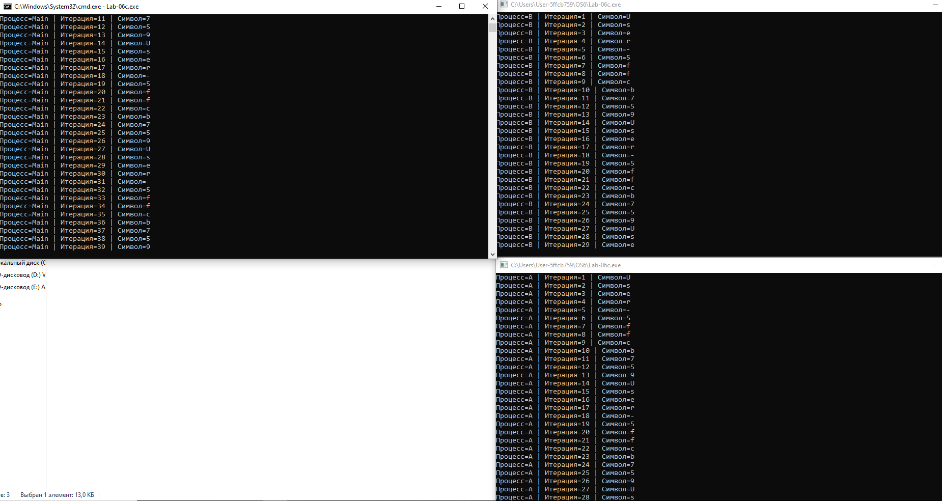 C:\Windows\System32\cmd.exe - Lab-06c.exe
Процесс=Main | Итерация=11 | Символ=7
Процесс=Main | Итерация=12 | Символ=5
Процесс=Main | Итерация=13 | Символ=9
Процесс=Main | Итерация=14 | Символ=U
Процесс=Main | Итерация=15 | Символ=s
Процесс=Main | Итерация=16 | Символ=e
Процесс=Main | Итерация=17 | Символ=r
Процесс=Main | Итерация=18 | Символ=-
Процесс=Main | Итерация=19 | Символ=5
Процесс=Main | Итерация=20 | Символ=f
Процесс=Main | Итерация=21 | Символ=f
Процесс=Main | Итерация=22 | Символ=c
Процесс=Main | Итерация=23 | Символ=b
Процесс=Main | Итерация=24 | Символ=7
Процесс=Main | Итерация=25 | Символ=5
Процесс=Main | Итерация=26 | Символ=9
Процесс=Main | Итерация=27 | Символ=U
Процесс=Main | Итерация=28 | Символ=s
Процесс=Main | Итерация=29 | Символ=e
Процесс=Main | Итерация=30 | Символ=r
Процесс=Main | Итерация=31 | Символ=-
Процесс=Main | Итерация=32 | Символ=5
Процесс=Main | Итерация=33 | Символ=f
Процесс=Main | Итерация=34 | Символ=f
Процесс=Main | Итерация=35 | Символ=c
Процесс=Main | Итерация=36 | Символ=b
Процесс=Main | Итерация=37 | Символ=7
Процесс=Main | Итерация=38 | Символ=5
Процесс=Main | Итерация=39 | Символ=9
кальный диск (C
-дисковод (D:) V
-дисковод (E:) A
е: 3 Выбран 1 элемент: 13,0 КБ
C:\Users\User-5ffcb759\OS06\Lab-06c.exe
Процесс=B | Итерация=1 | Символ=U
Процесс=B | Итерация=2 | Символ=s
Процесс=B | Итерация=3 | Символ=e
Процесс=B | Итерация=4 | Символ=r
Процесс=B | Итерация=5 | Символ=-
Процесс=B | Итерация=6 | Символ=5
Процесс=B | Итерация=7 | Символ=f
Процесс=B | Итерация=8 | Символ=f
Процесс=B | Итерация=9 | Символ=c
Процесс=B | Итерация=10 | Символ=b
Процесс=B | Итерация=11 | Символ=7
Процесс=B | Итерация=12 | Символ=5
Процесс=B | Итерация=13 | Символ=9
Процесс=B | Итерация=14 | Символ=U
Процесс=B | Итерация=15 | Символ=s
Процесс=B | Итерация=16 | Символ=e
Процесс=B | Итерация=17 | Символ=r
Процесс=B | Итерация=18 | Символ=-
Процесс=B | Итерация=19 | Символ=5
Процесс=B | Итерация=20 | Символ=f
Процесс=B | Итерация=21 | Символ=f
Процесс=B | Итерация=22 | Символ=c
Процесс=B | Итерация=23 | Символ=b
Процесс=B | Итерация=24 | Символ=7
Процесс=B | Итерация=25 | Символ=5
Процесс=B | Итерация=26 | Символ=9
Процесс=B | Итерация=27 | Символ=U
Процесс=B | Итерация=28 | Символ=s
Процесс=B | Итерация=29 | Символ=e
C:\Users\User-5ffcb759\OS06\Lab-06c.exe
Процесс=A | Итерация=1 | Символ=U
Процесс=A | Итерация=2 | Символ=s
Процесс=A | Итерация=3 | Символ=e
Процесс=A | Итерация=4 | Символ=r
Процесс=A | Итерация=5 | Символ=-
Процесс=A | Итерация=6 | Символ=5
Процесс=A | Итерация=7 | Символ=f
Процесс=A | Итерация=8 | Символ=f
Процесс=A | Итерация=9 | Символ=c
Процесс=A | Итерация=10 | Символ=b
Процесс=A | Итерация=11 | Символ=7
Процесс=A | Итерация=12 | Символ=5
Процесс=A | Итерация=13 | Символ=9
Процесс=A | Итерация=14 | Символ=U
Процесс=A | Итерация=15 | Символ=s
Процесс=A | Итерация=16 | Символ=e
Процесс=A | Итерация=17 | Символ=r
Процесс=A | Итерация=18 | Символ=-
Процесс=A | Итерация=19 | Символ=5
Процесс=A | Итерация=20 | Символ=f
Процесс=A | Итерация=21 | Символ=f
Процесс=A | Итерация=22 | Символ=c
Процесс=A | Итерация=23 | Символ=b
Процесс=A | Итерация=24 | Символ=7
Процесс=A | Итерация=25 | Символ=5
Процесс=A | Итерация=26 | Символ=9
Процесс=A | Итерация=27 | Символ=U
Процесс=A | Итерация=28 | Символ=s